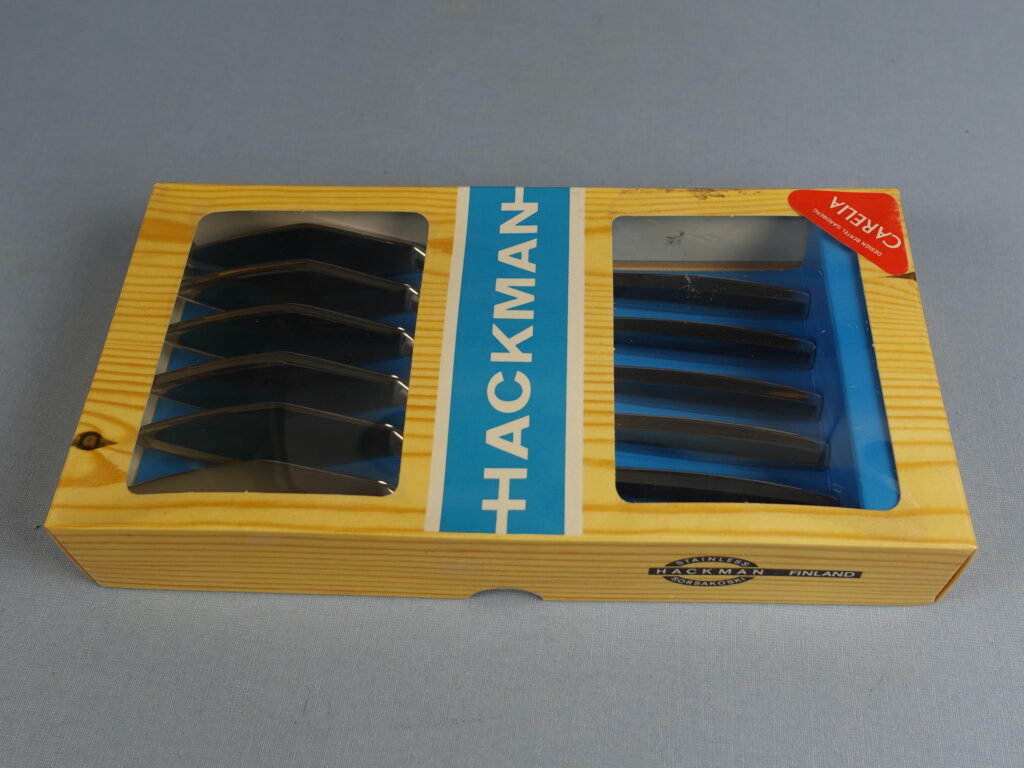 HACKMAN
CARELIA
DESIGN BERTEL GARDBERG
STAINLESS
HACKMAN FINLAND
SORSAKOSKI